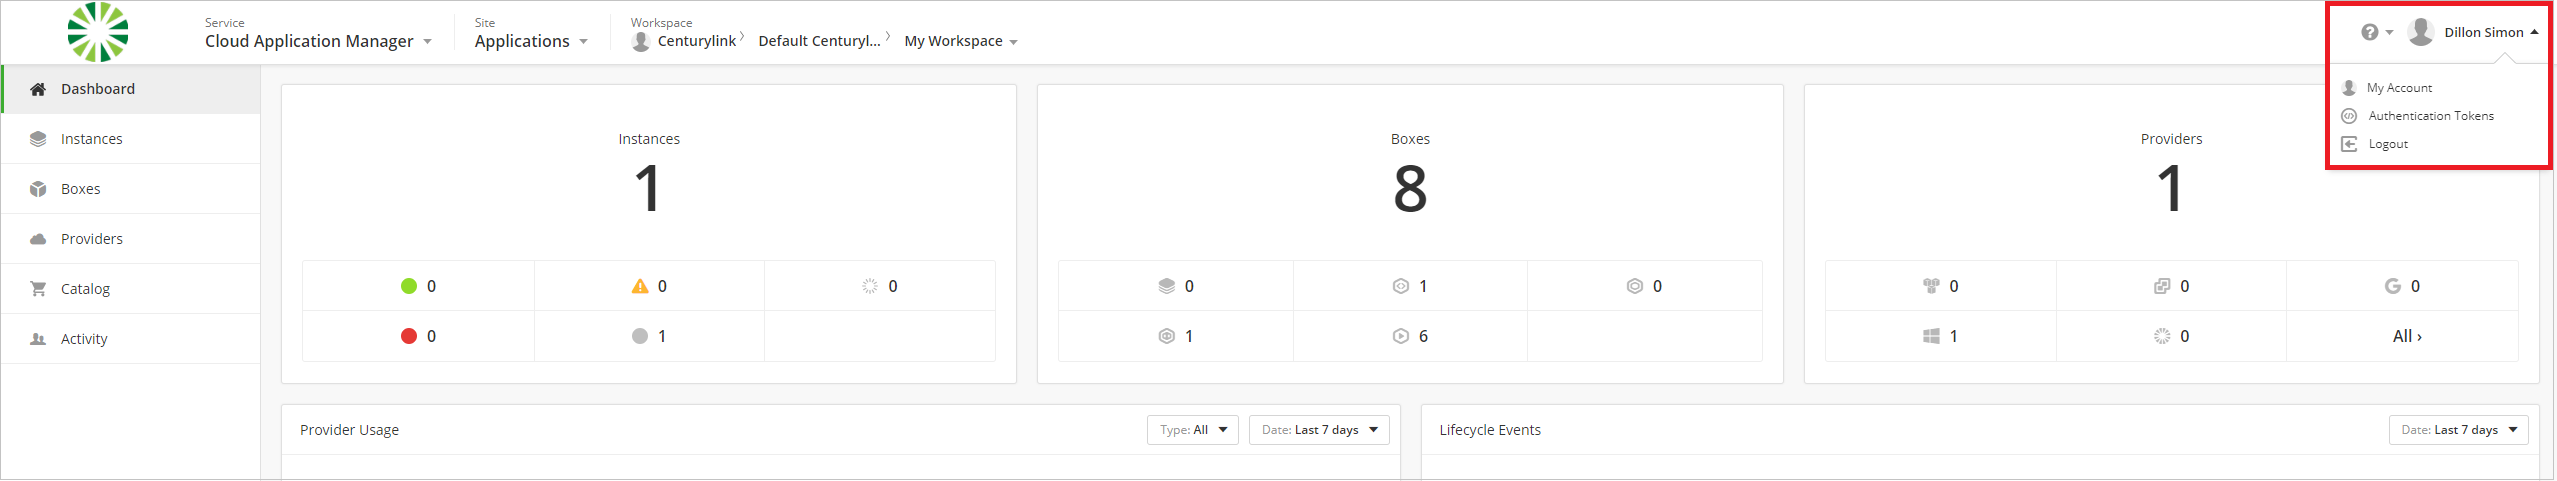 Service
Cloud Application Manager
Site
Applications
Workspace
Centurylink
Default Centuryl...
My Workspace
? Dillon Simon
My Account
Authentication Tokens
Logout
Dashboard
Instances
Boxes
Providers
Catalog
Activity
Instances
1
0 0 0
0 1
Boxes
8
0 1 0
1 6
Providers
1
0 0 G 0
1 0 All ›
Provider Usage
Type: All
Date: Last 7 days
Lifecycle Events
Date: Last 7 days